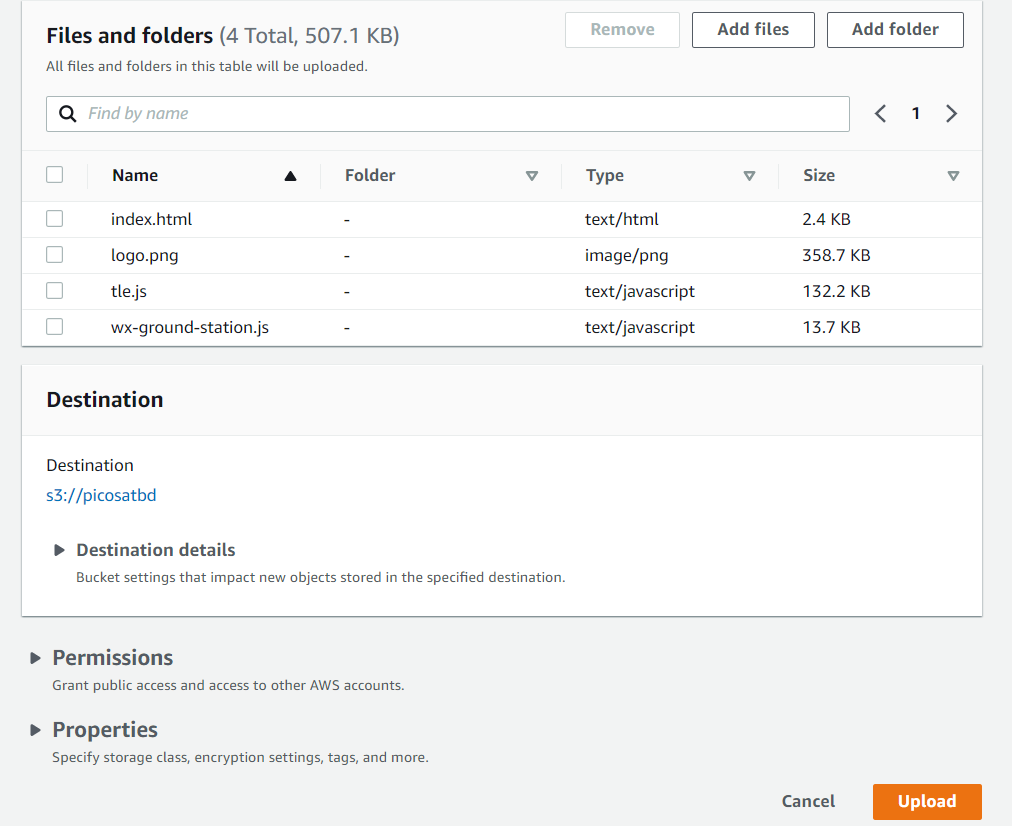 Files and folders (4 Total, 507.1 KB)
Remove
Add files
Add folder
All files and folders in this table will be uploaded.
Find by name
1
Name Folder Type Size
index.html - text/html 2.4 KB
logo.png - image/png 358.7 KB
tle.js - text/javascript 132.2 KB
wx-ground-station.js - text/javascript 13.7 KB
Destination
Destination
s3://picosatbd
Destination details
Bucket settings that impact new objects stored in the specified destination.
Permissions
Grant public access and access to other AWS accounts.
Properties
Specify storage class, encryption settings, tags, and more.
Cancel
Upload